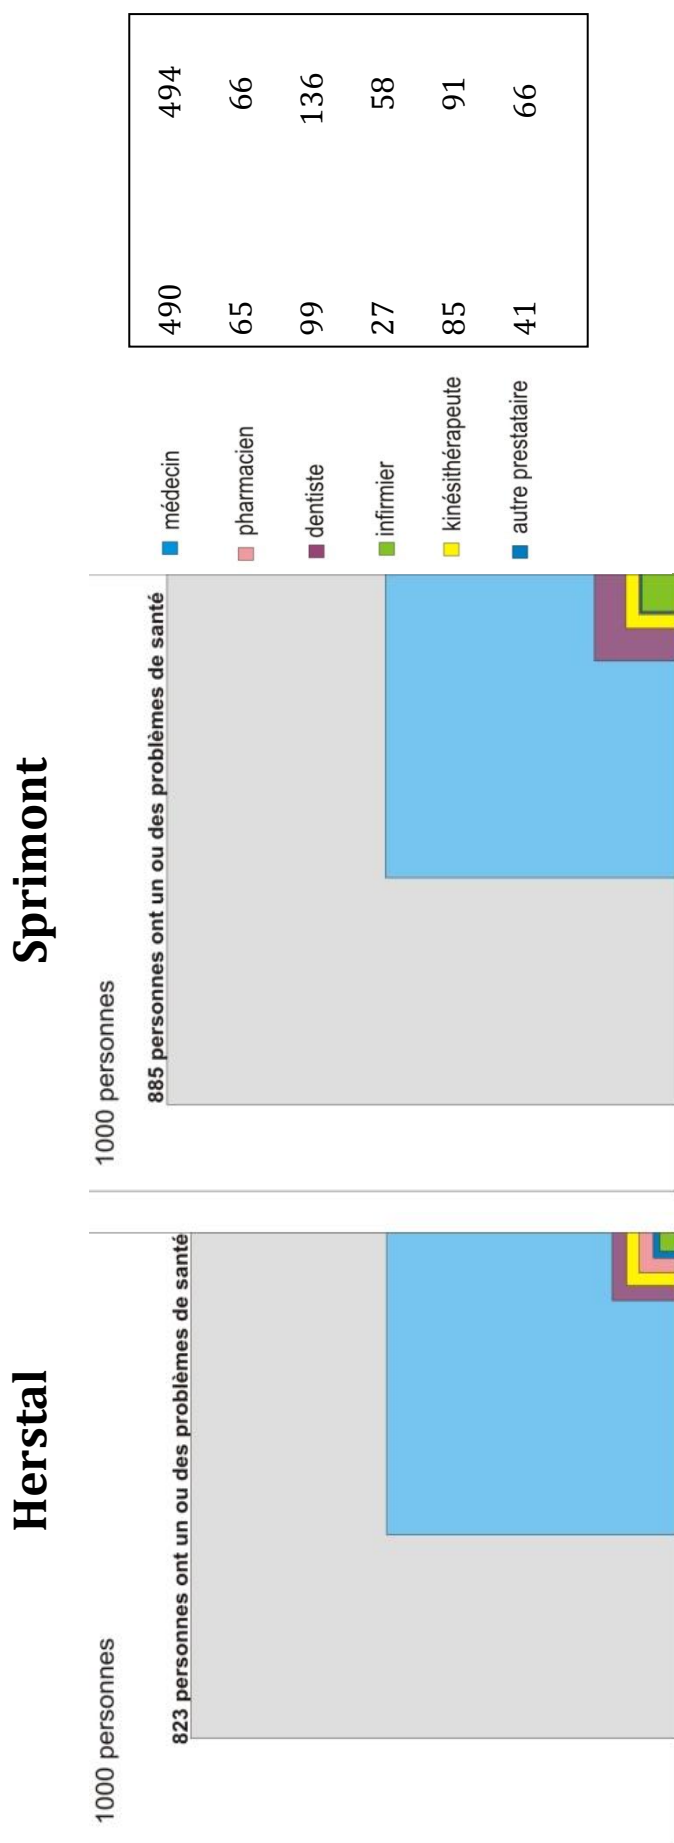 Herstal
Sprimont
1000 personnes
823 personnes ont un ou des problèmes de santé
1000 personnes
885 personnes ont un ou des problèmes de santé
médecin 490 494
pharmacien 65 66
dentiste 99 136
infirmier 27 58
kinésithérapeute 85 91
autre prestataire 41 66